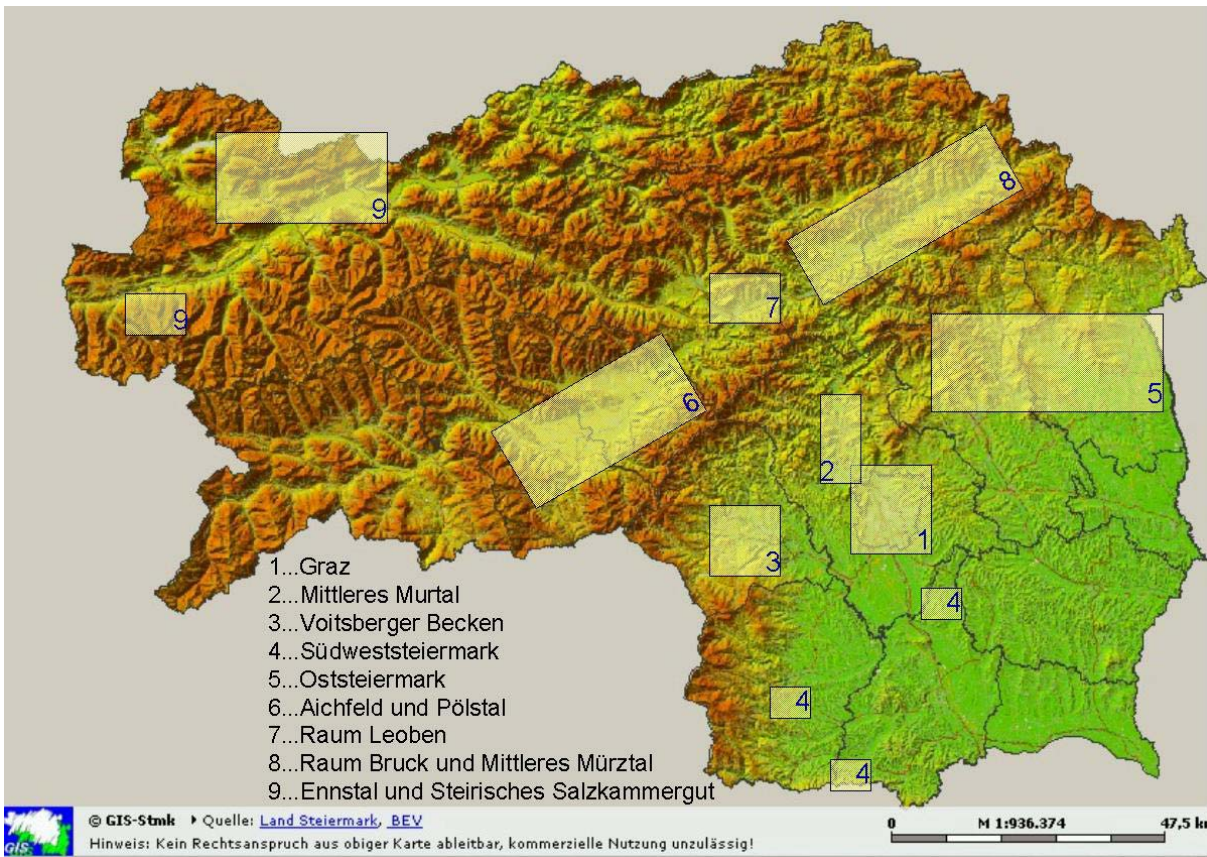 9
8
9
7
5
6
2
1
3
4
4
4
1...Graz
2...Mittleres Murtal
3...Voitsberger Becken
4...Südweststeiermark
5...Oststeiermark
6...Aichfeld und Pölstal
7...Raum Leoben
8...Raum Bruck und Mittleres Mürztal
9...Ennstal und Steirisches Salzkammergut
GIS
© GIS-Stmk Quelle: Land Steiermark, BEV
Hinweis: Kein Rechtsanspruch aus obiger Karte ableitbar, kommerzielle Nutzung unzulässig!
0 M 1:936.374 47,5 km